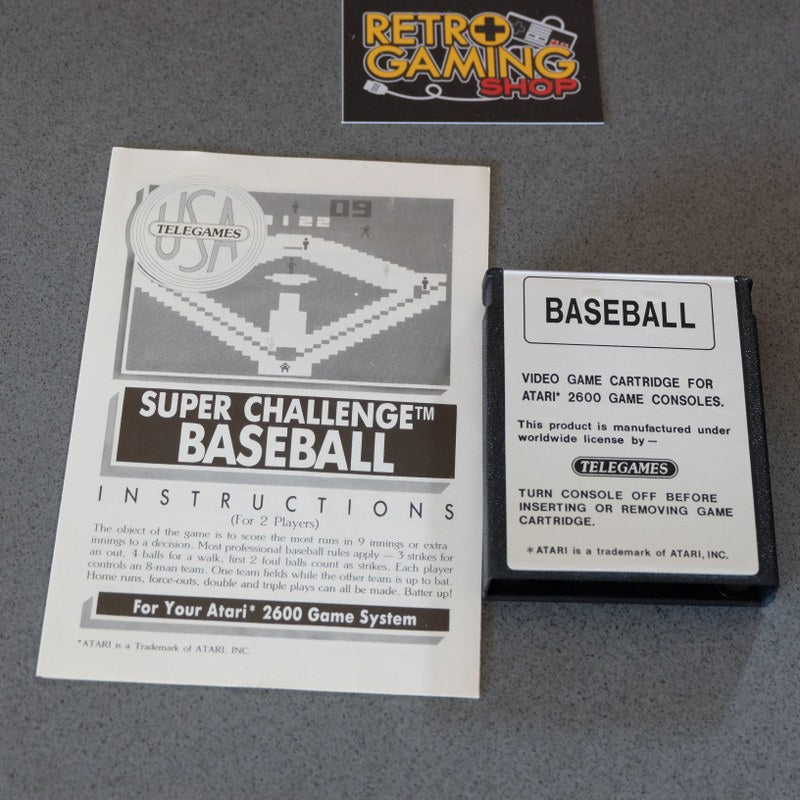 RETRO
GAMING
SHOP
USA
TELEGAMES
1122 09
SUPER CHALLENGE™
BASEBALL
INSTRUCTIONS
(For 2 Players)
The object of the game is to score the most runs in 9 innings or extra
innings to a decision. Most professional baseball rules apply — 3 strikes for
an out, 4 balls for a walk, first 2 foul balls count as strikes. Each player
controls an 8-man team. One team fields while the other team is up to bat.
Home runs, force-outs, double and triple plays can all be made. Batter up!
For Your Atari* 2600 Game System
*ATARI is a Trademark of ATARI, INC.
BASEBALL
VIDEO GAME CARTRIDGE FOR
ATARI* 2600 GAME CONSOLES.
This product is manufactured under
worldwide license by —
TELEGAMES
TURN CONSOLE OFF BEFORE
INSERTING OR REMOVING GAME
CARTRIDGE.
* ATARI is a trademark of ATARI, INC.